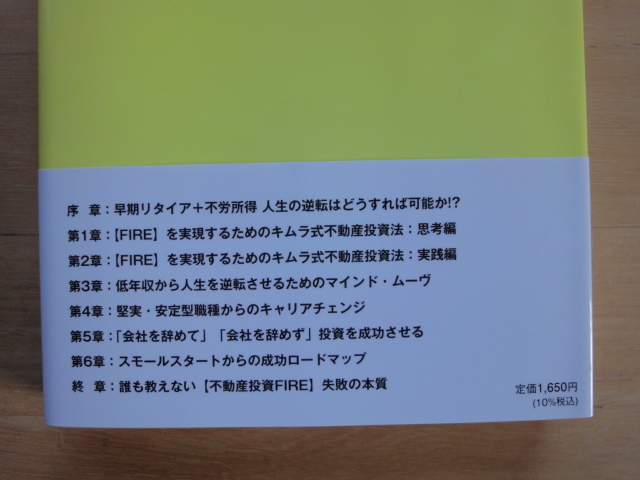 序 章：早期リタイア＋不労所得 人生の逆転はどうすれば可能か!?
第1章：【FIRE】を実現するためのキムラ式不動産投資法：思考編
第2章：【FIRE】を実現するためのキムラ式不動産投資法：実践編
第3章：低年収から人生を逆転させるためのマインド・ムーヴ
第4章：堅実・安定型職種からのキャリアチェンジ
第5章：「会社を辞めて」「会社を辞めず」投資を成功させる
第6章：スモールスタートからの成功ロードマップ
終 章：誰も教えない【不動産投資FIRE】失敗の本質
定価1,650円
(10%税込)